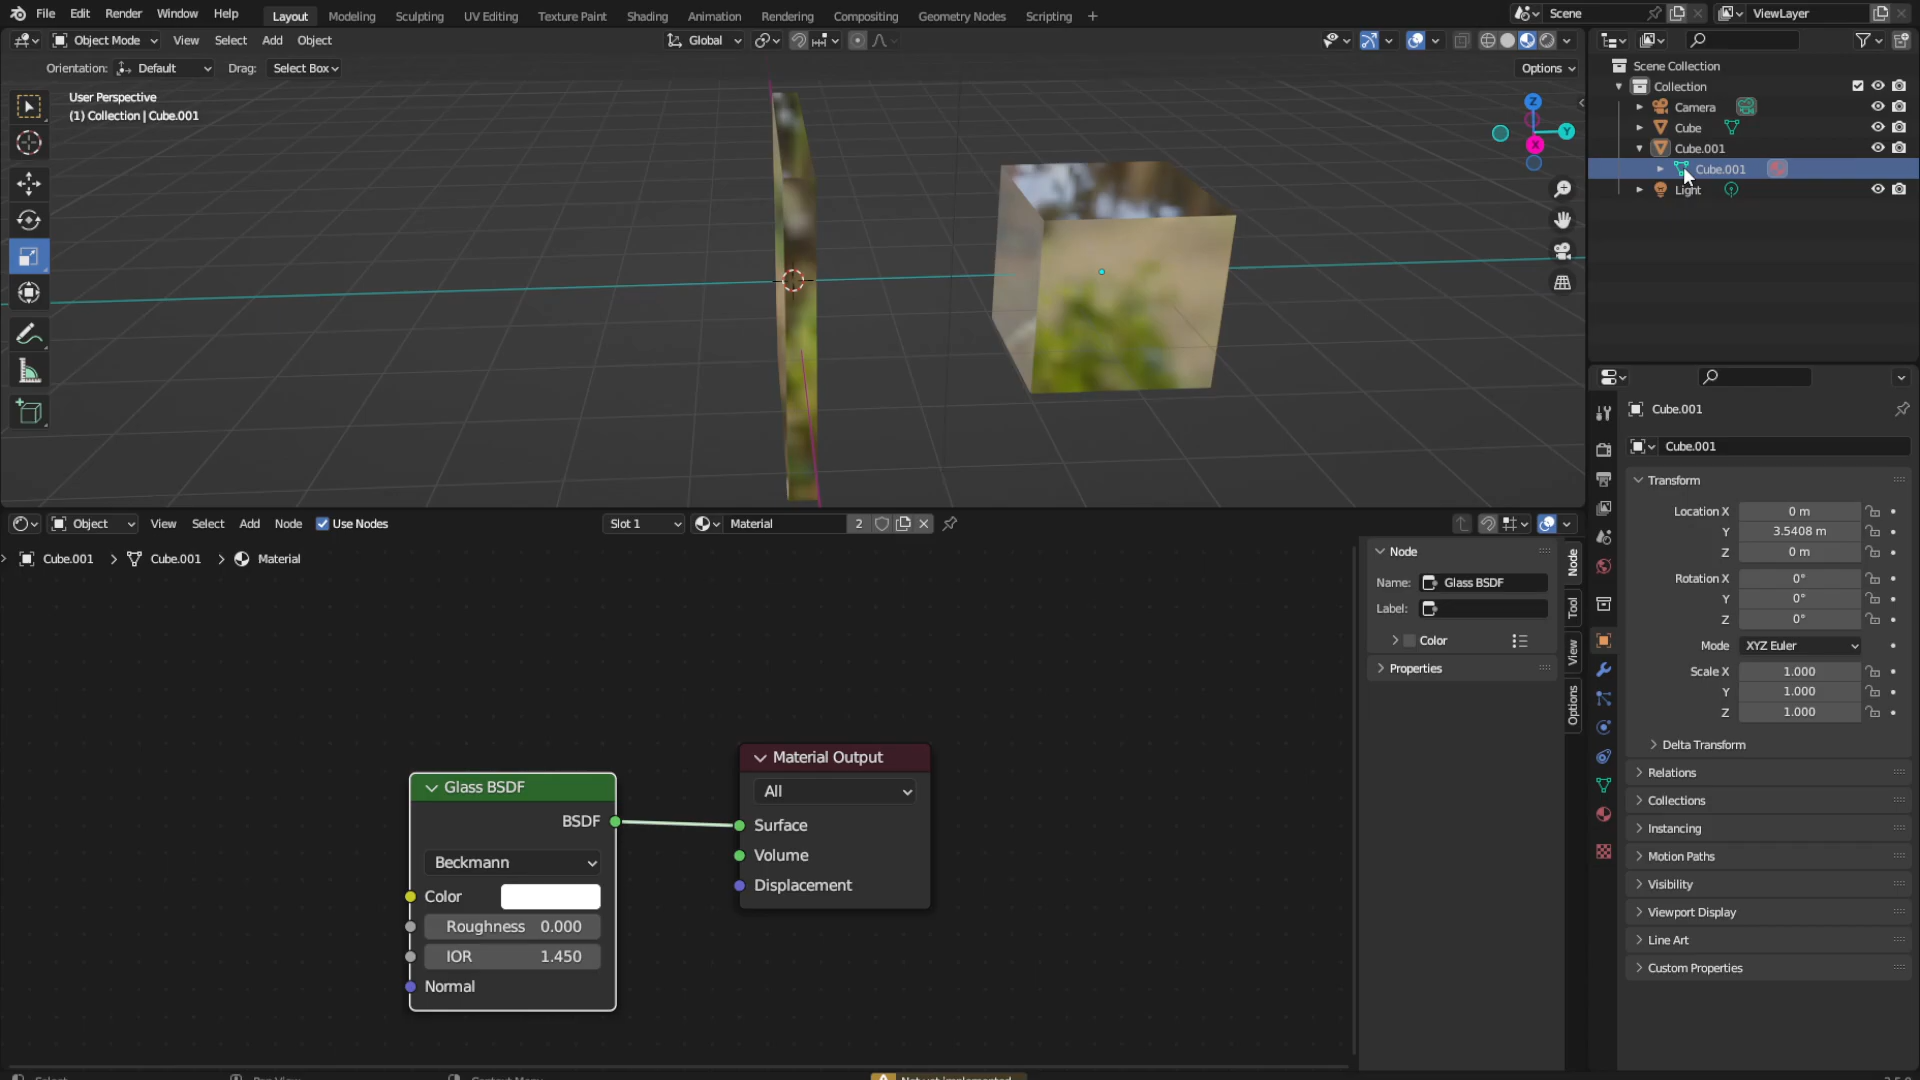 File Edit Render Window Help Layout Modeling Sculpting UV Editing Texture Paint Shading Animation Rendering Compositing Geometry Nodes Scripting Scene ViewLayer
Object Mode View Select Add Object Global
Orientation: Default Drag: Select Box Options
User Perspective
(1) Collection | Cube.001
Z
Y
X
Scene Collection
Collection
Camera
Cube
Cube.001
Cube.001
Light
Cube.001
Cube.001
Transform
Location X 0 m
Y 3.5408 m
Z 0 m
Rotation X 0°
Y 0°
Z 0°
Mode XYZ Euler
Scale X 1.000
Y 1.000
Z 1.000
Delta Transform
Relations
Collections
Instancing
Motion Paths
Visibility
Viewport Display
Line Art
Custom Properties
Object View Select Add Node Use Nodes Slot 1 Material 2
Cube.001 Cube.001 Material
Node
Name: Glass BSDF
Label:
Color
Properties
Node
Tool
View
Options
Glass BSDF
BSDF
Beckmann
Color
Roughness 0.000
IOR 1.450
Normal
Material Output
All
Surface
Volume
Displacement